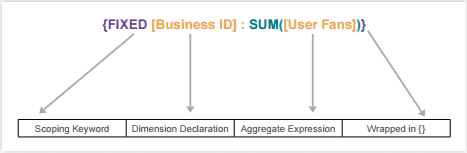 {FIXED [Business ID] : SUM([User Fans])}
Scoping Keyword Dimension Declaration Aggregate Expression Wrapped in {}